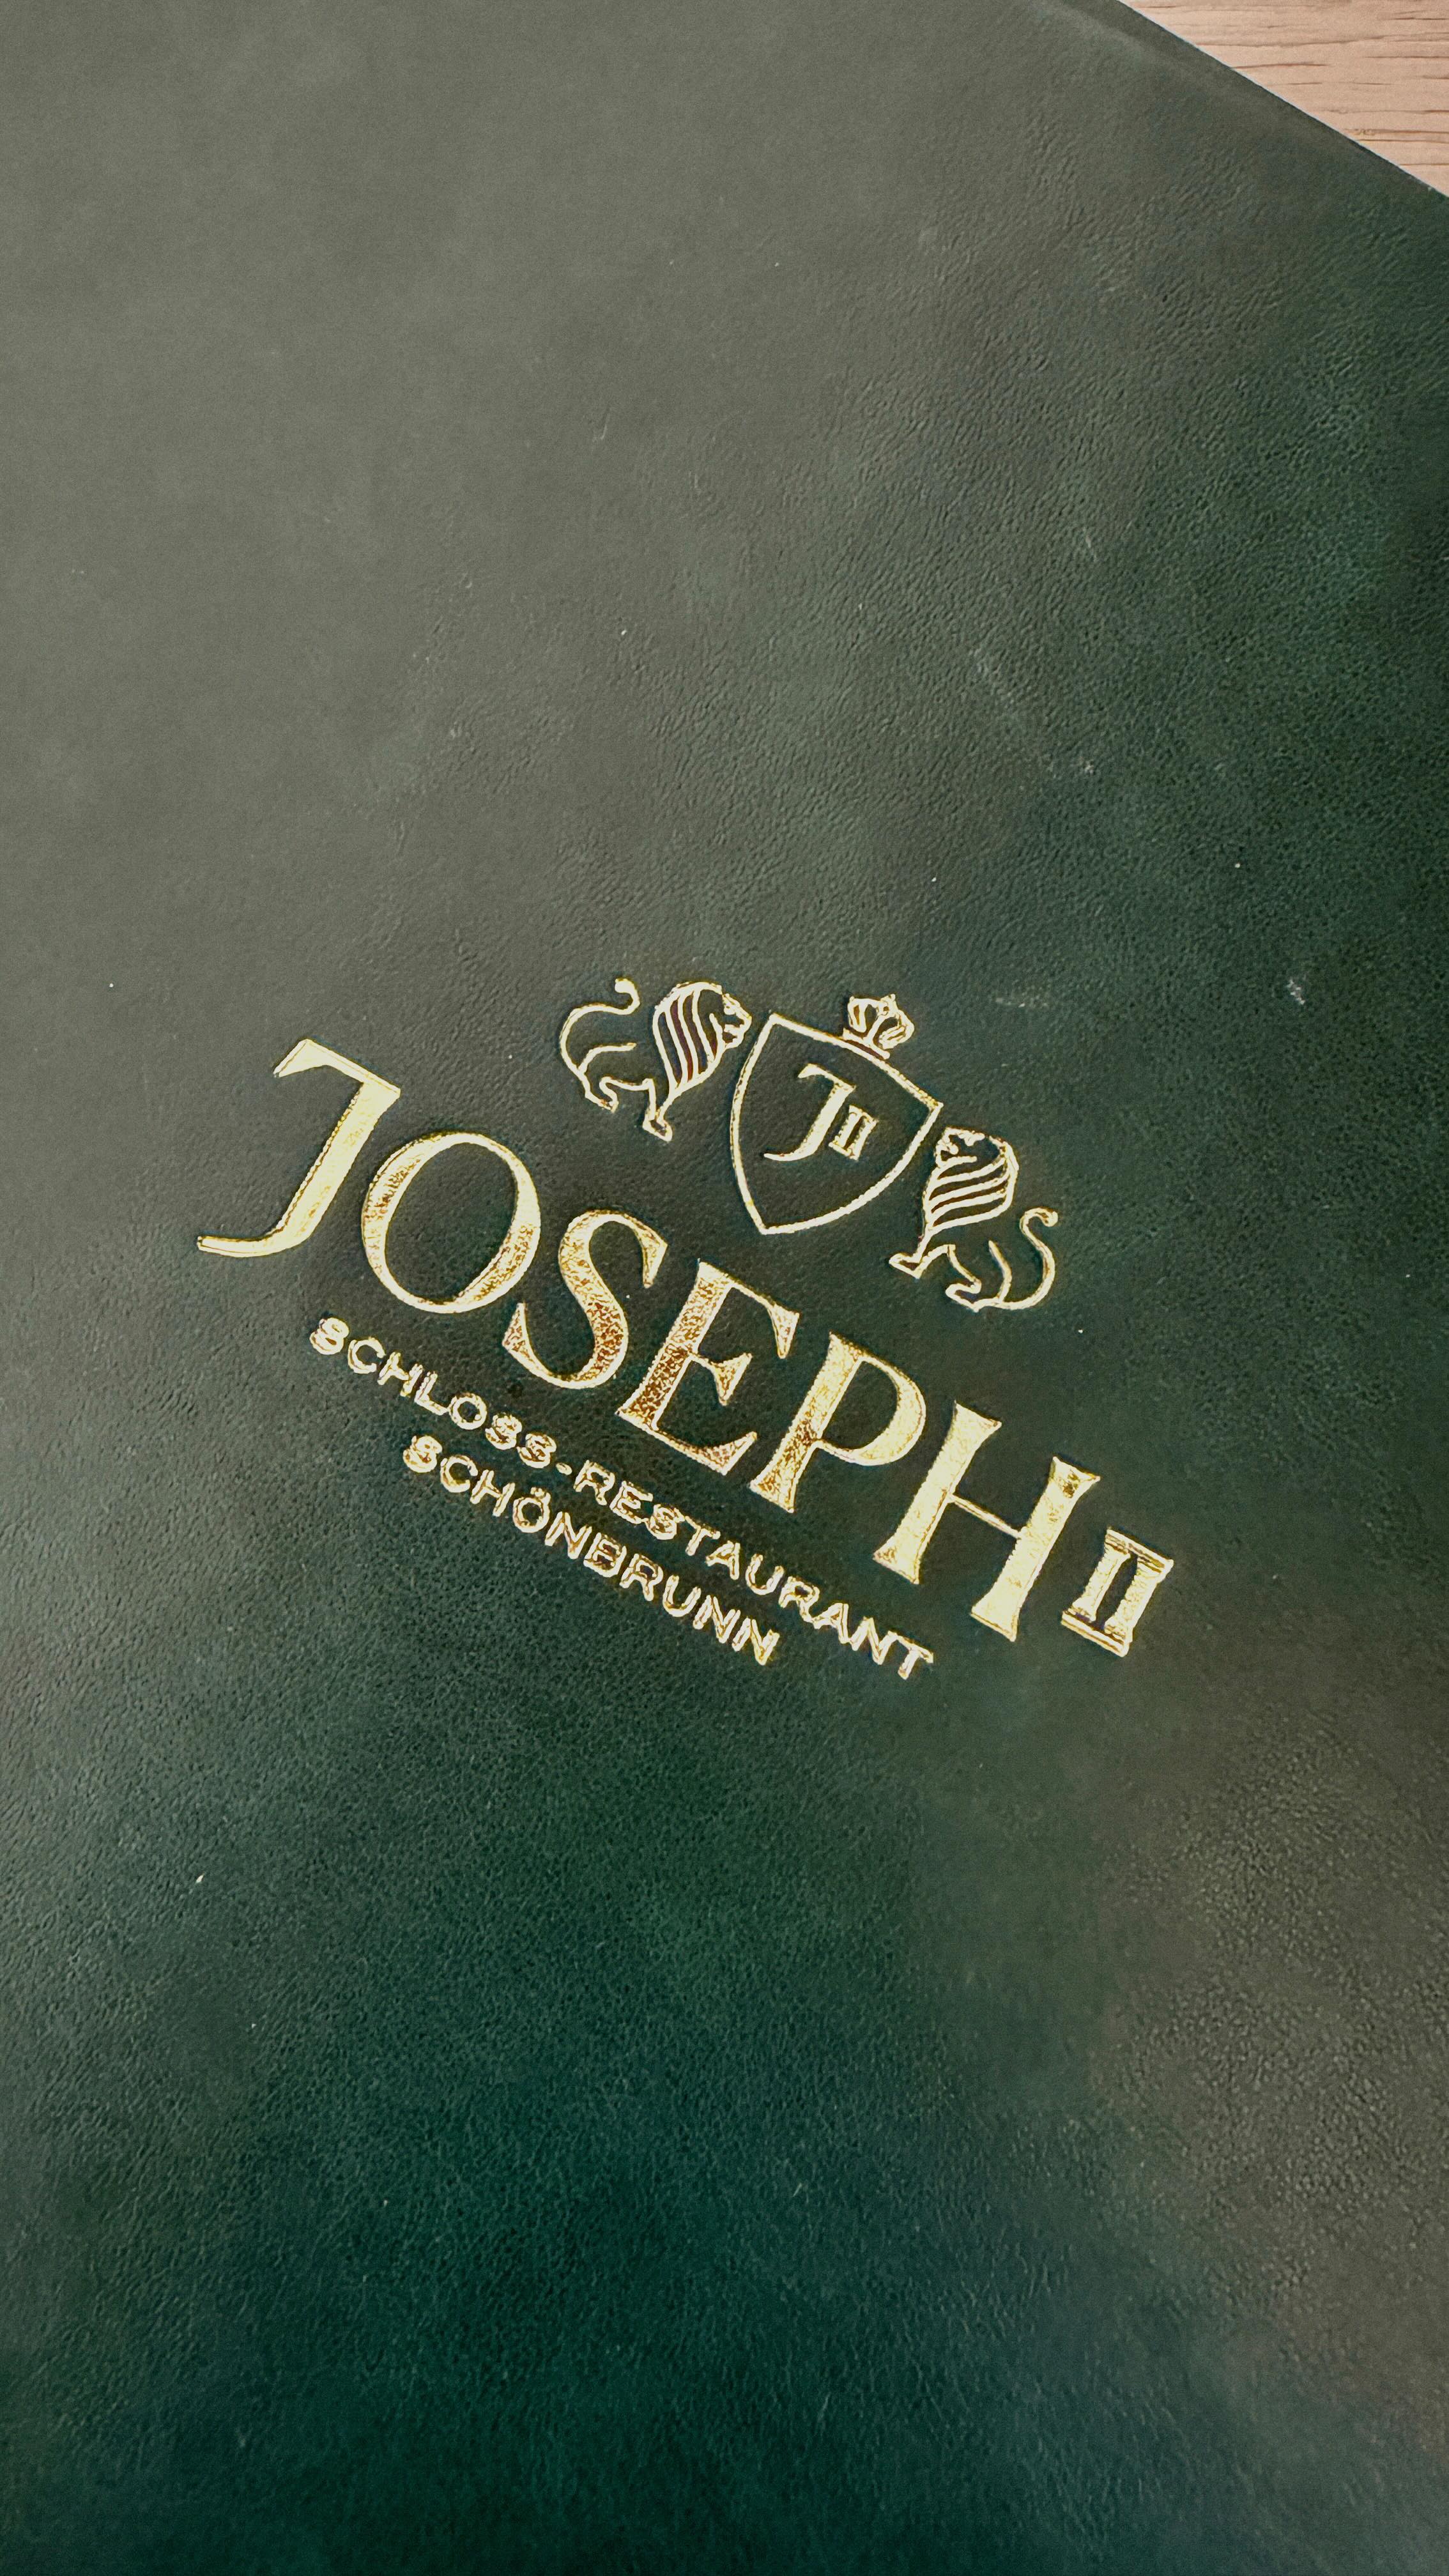 JII
JOSEPH II
SCHLOSS-RESTAURANT
SCHÖNBRUNN